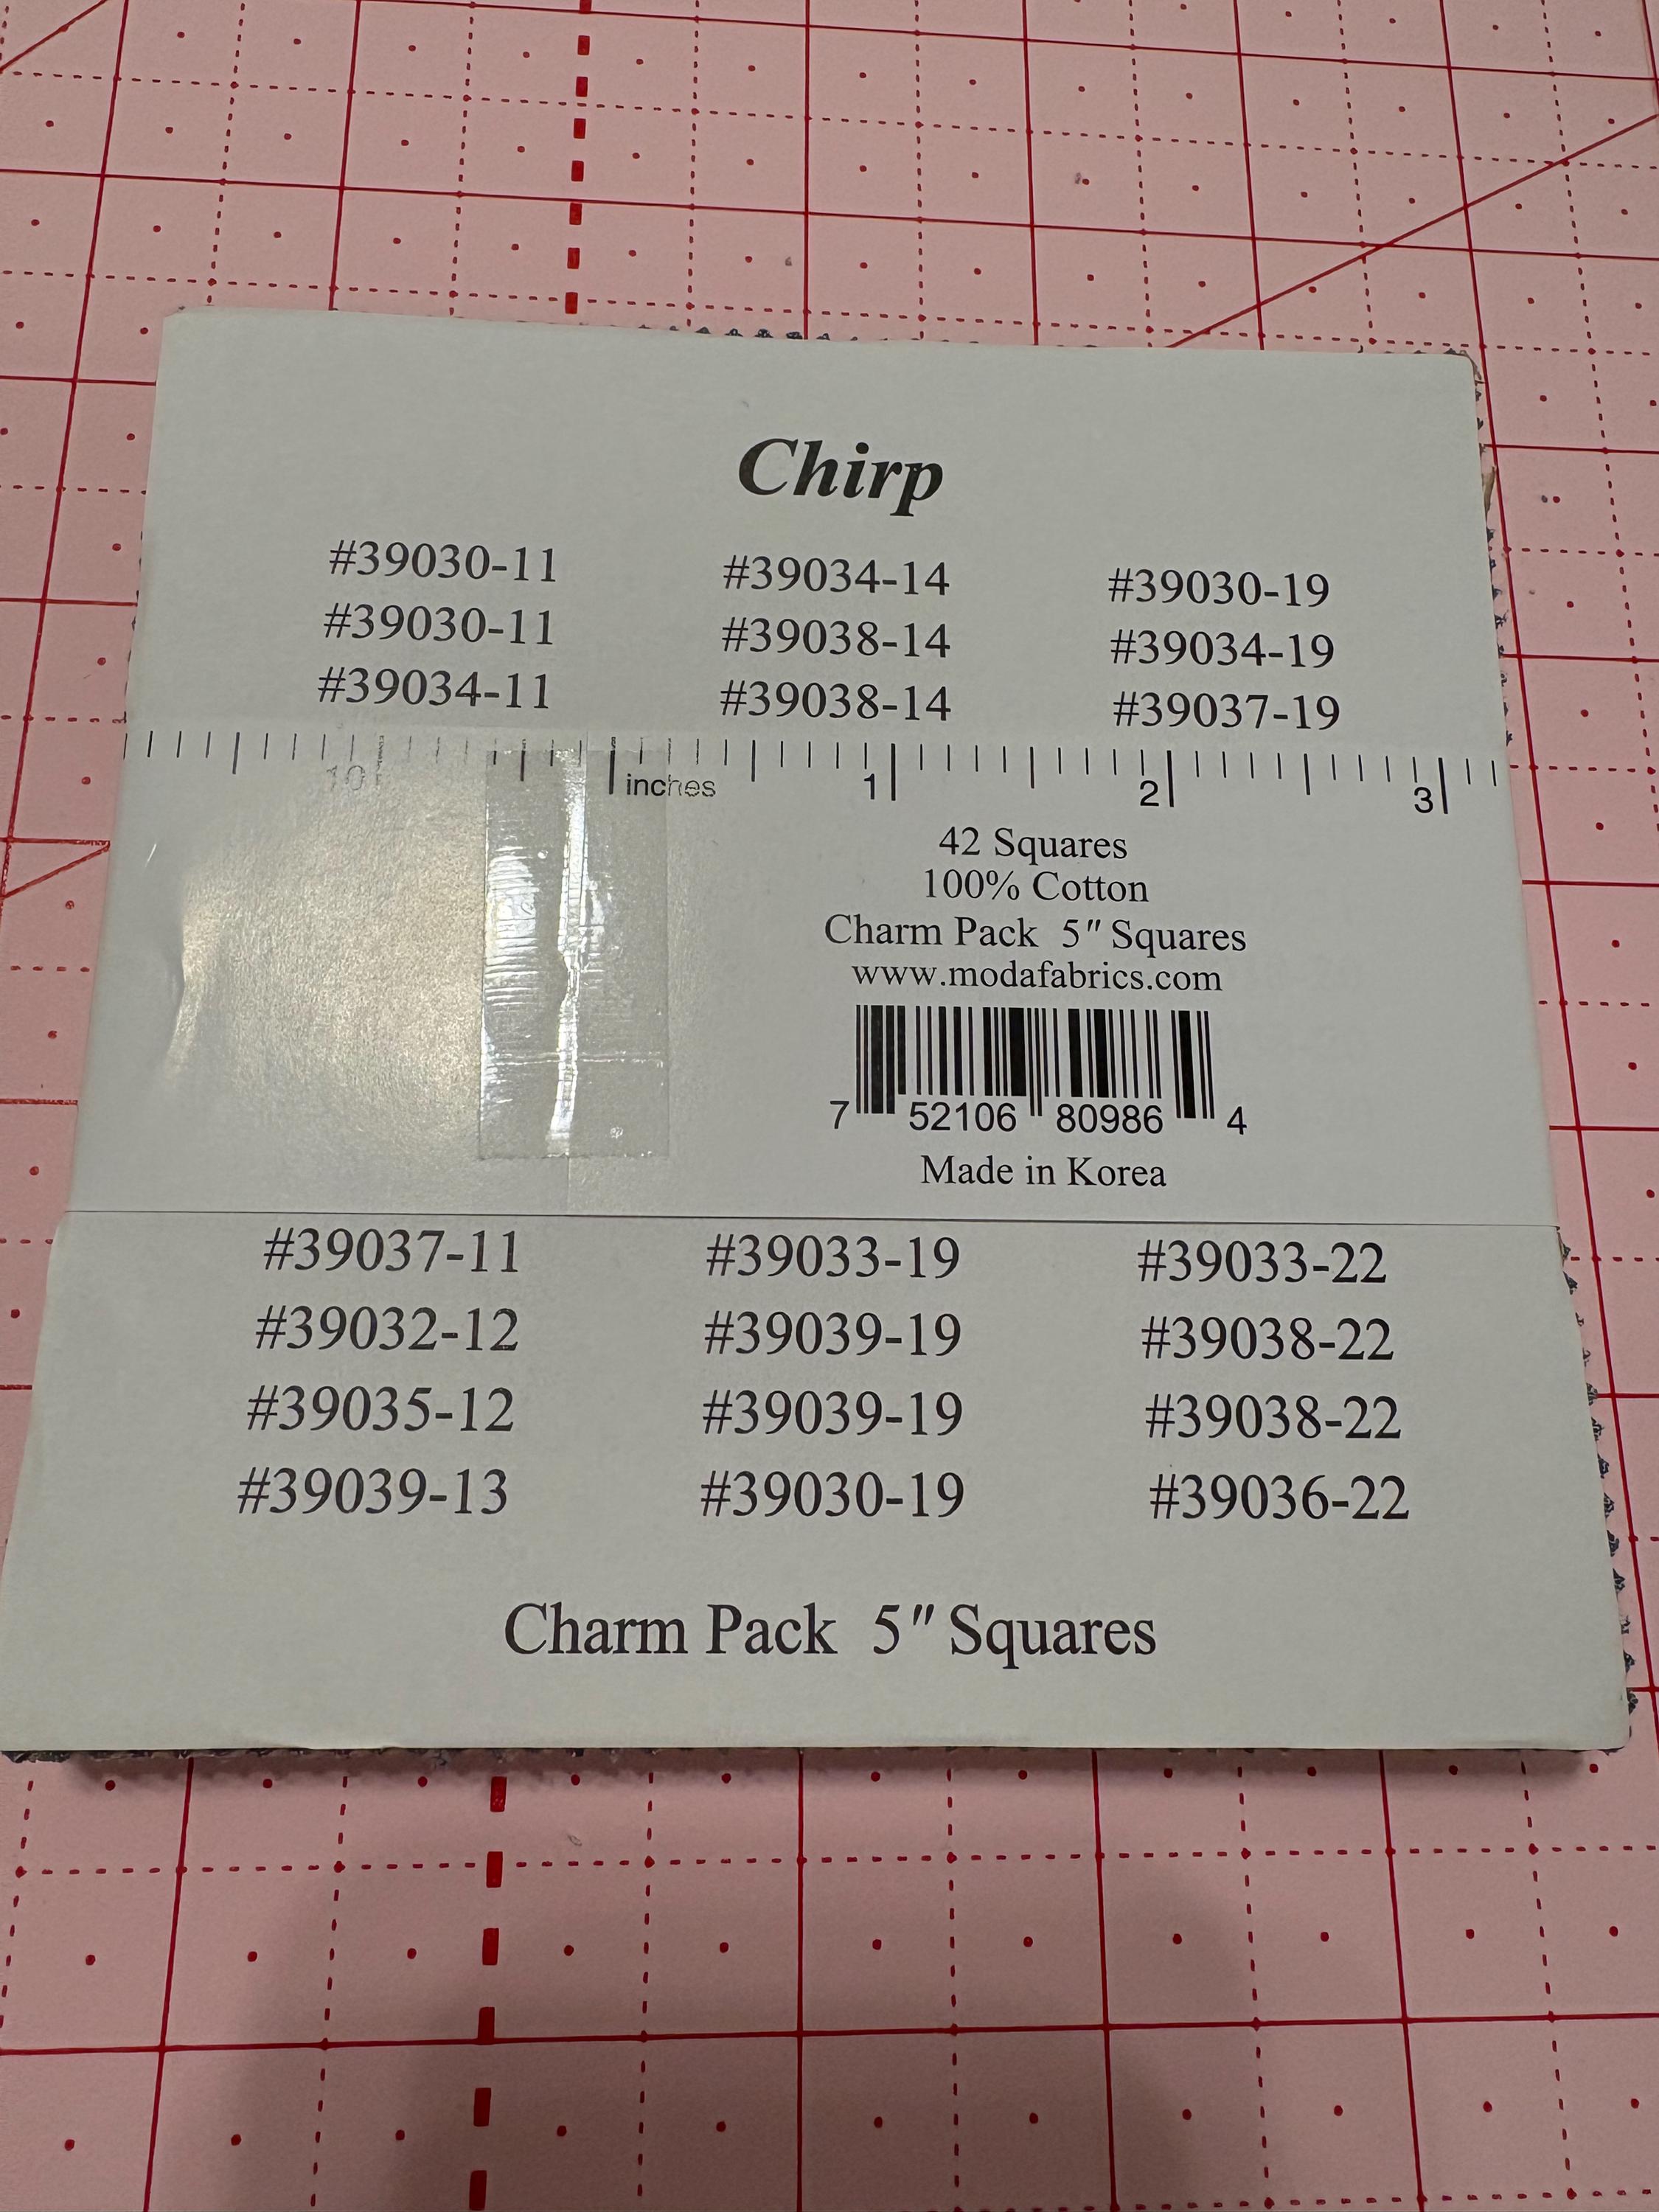 Chirp
#39030-11 #39034-14 #39030-19
#39030-11 #39038-14 #39034-19
#39034-11 #39038-14 #39037-19
10 inches 1 2 3
42 Squares
100% Cotton
Charm Pack 5" Squares
www.modafabrics.com
7 52106 80986 4
Made in Korea
#39037-11 #39033-19 #39033-22
#39032-12 #39039-19 #39038-22
#39035-12 #39039-19 #39038-22
#39039-13 #39030-19 #39036-22
Charm Pack 5" Squares